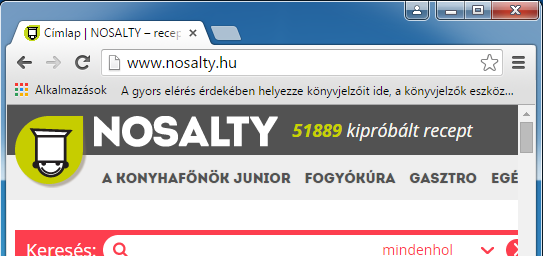 Címlap | NOSALTY – recep
www.nosalty.hu
Alkalmazások A gyors elérés érdekében helyezze könyvjelzőit ide, a könyvjelzők eszköz...
NOSALTY 51889 kipróbált recept
A KONYHAFŐNÖK JUNIOR FOGYÓKÚRA GASZTRO EGÉ
Keresés: mindenhol